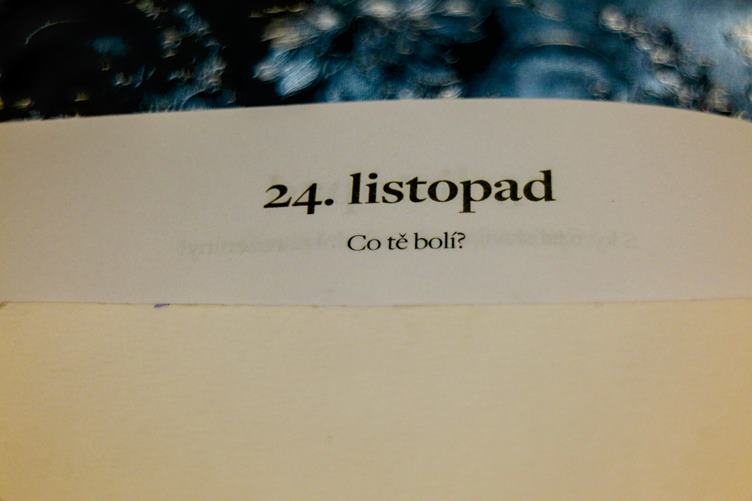 24. listopad
Co tě bolí?